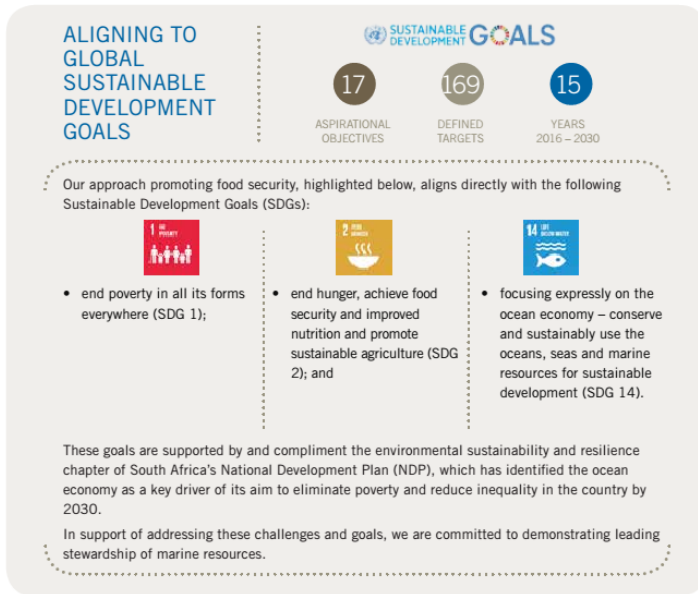 ALIGNING TO
GLOBAL
SUSTAINABLE
DEVELOPMENT
GOALS
SUSTAINABLE
DEVELOPMENT GOALS
17
ASPIRATIONAL
OBJECTIVES
169
DEFINED
TARGETS
15
YEARS
2016 – 2030
Our approach promoting food security, highlighted below, aligns directly with the following
Sustainable Development Goals (SDGs):
1 NO
POVERTY
• end poverty in all its forms
everywhere (SDG 1);
2 ZERO
HUNGER
• end hunger, achieve food
security and improved
nutrition and promote
sustainable agriculture (SDG
2); and
14 LIFE
BELOW WATER
• focusing expressly on the
ocean economy – conserve
and sustainably use the
oceans, seas and marine
resources for sustainable
development (SDG 14).
These goals are supported by and compliment the environmental sustainability and resilience
chapter of South Africa's National Development Plan (NDP), which has identified the ocean
economy as a key driver of its aim to eliminate poverty and reduce inequality in the country by
2030.
In support of addressing these challenges and goals, we are committed to demonstrating leading
stewardship of marine resources.